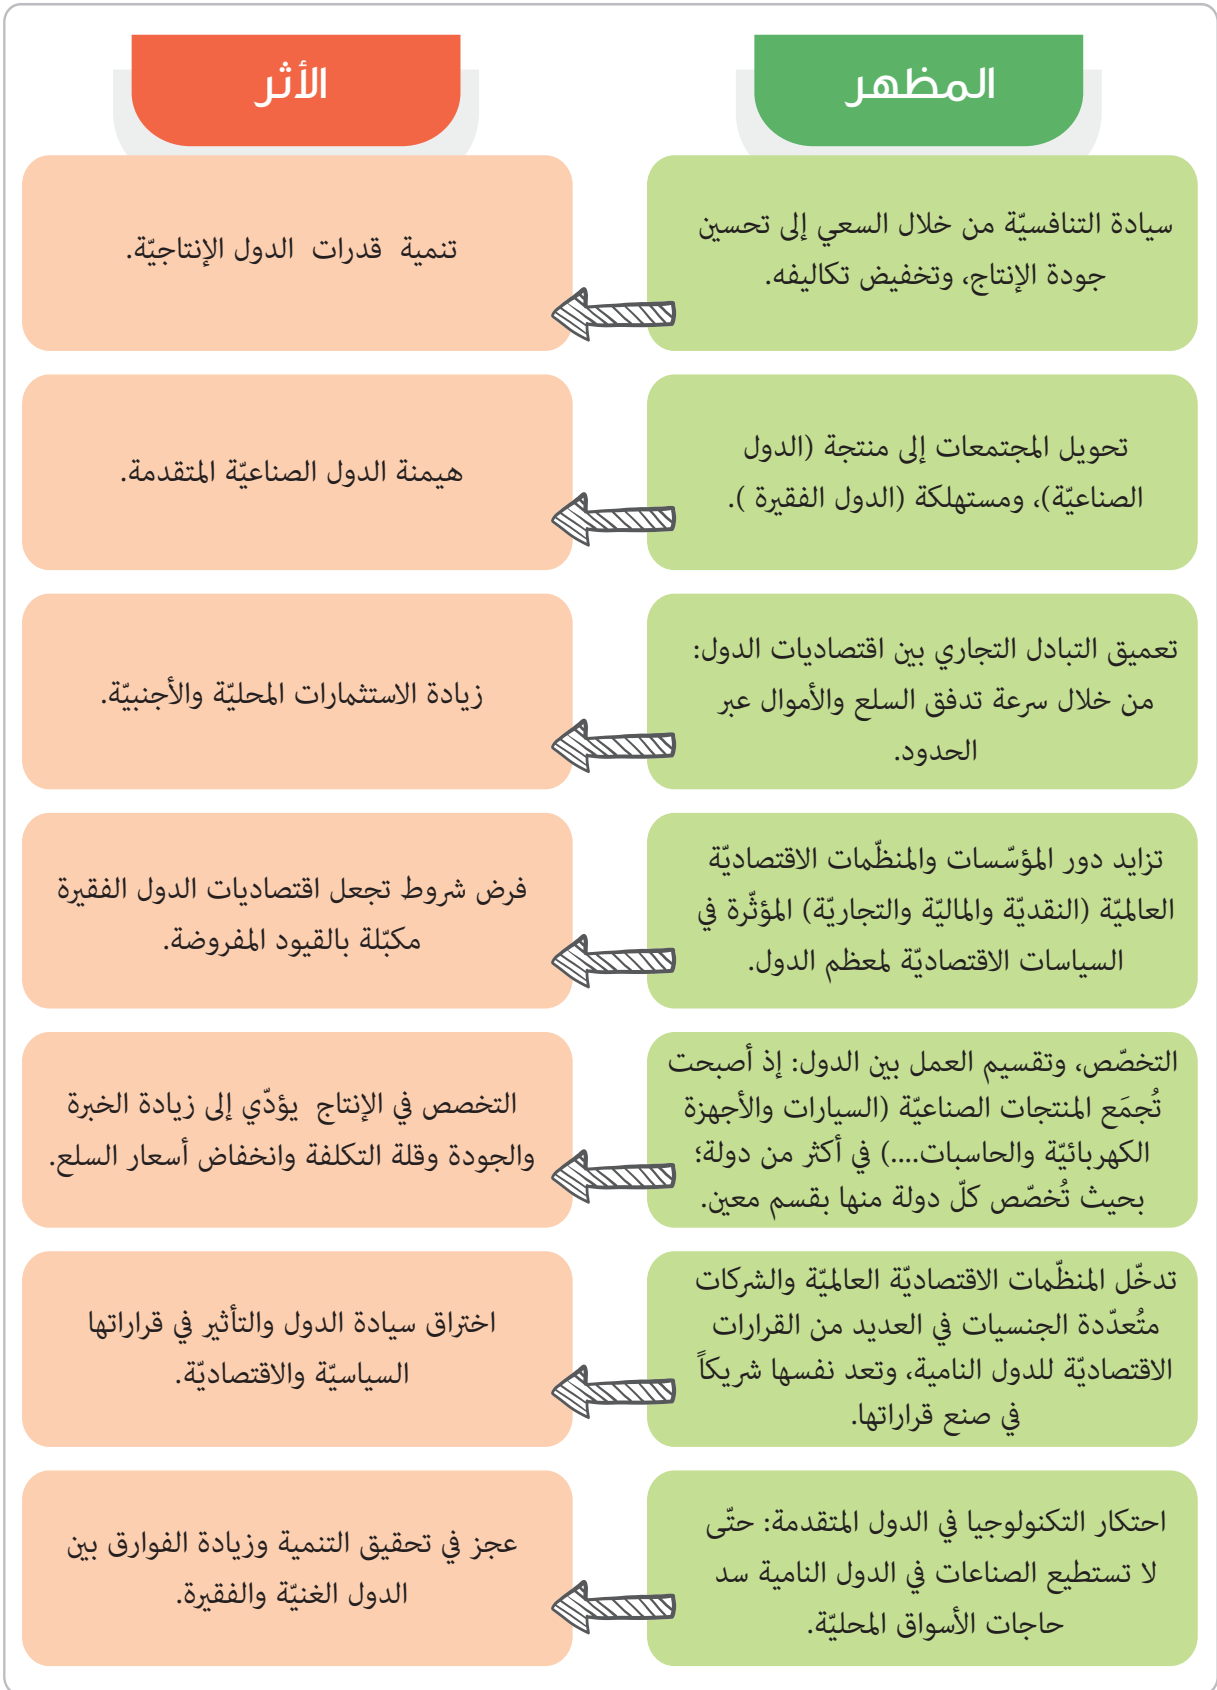 المظهر
الأثر
سيادة التنافسيّة من خلال السعي إلى تحسين
جودة الإنتاج، وتخفيض تكاليفه.
تنمية قدرات الدول الإنتاجيّة.
تحويل المجتمعات إلى منتجة (الدول
الصناعيّة)، ومستهلكة (الدول الفقيرة ).
هيمنة الدول الصناعيّة المتقدمة.
تعميق التبادل التجاري بين اقتصاديات الدول:
من خلال سرعة تدفق السلع والأموال عبر
الحدود.
زيادة الاستثمارات المحليّة والأجنبيّة.
تزايد دور المؤسّسات والمنظّمات الاقتصاديّة
العالميّة (النقديّة والماليّة والتجاريّة) المؤثّرة في
السياسات الاقتصاديّة لمعظم الدول.
فرض شروط تجعل اقتصاديات الدول الفقيرة
مكبّلة بالقيود المفروضة.
التخصّص، وتقسيم العمل بين الدول: إذ أصبحت
تُجمَع المنتجات الصناعيّة (السيارات والأجهزة
الكهربائيّة والحاسبات....) في أكثر من دولة؛
بحيث تُخصّص كلّ دولة منها بقسم معين.
التخصص في الإنتاج يؤدّي إلى زيادة الخبرة
والجودة وقلة التكلفة وانخفاض أسعار السلع.
تدخّل المنظّمات الاقتصاديّة العالميّة والشركات
متُعدّدة الجنسيات في العديد من القرارات
الاقتصاديّة للدول النامية، وتعد نفسها شريكاً
في صنع قراراتها.
اختراق سيادة الدول والتأثير في قراراتها
السياسيّة والاقتصاديّة.
احتكار التكنولوجيا في الدول المتقدمة: حتّى
لا تستطيع الصناعات في الدول النامية سد
حاجات الأسواق المحليّة.
عجز في تحقيق التنمية وزيادة الفوارق بين
الدول الغنيّة والفقيرة.